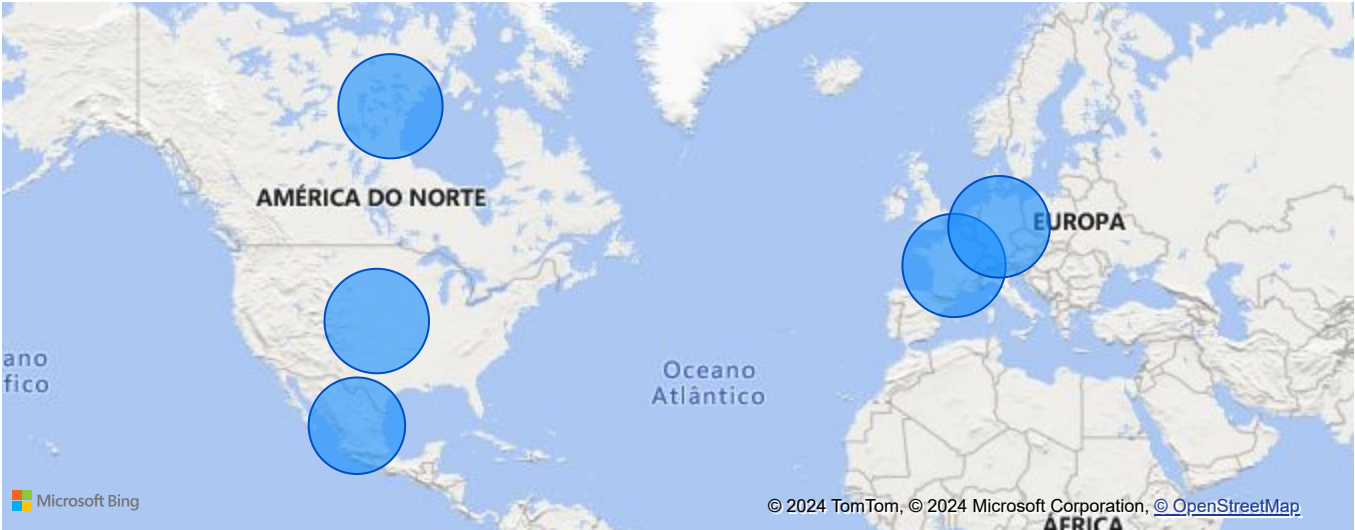 AMÉRICA DO NORTE
EUROPA
ano
fico
Oceano
Atlântico
Microsoft Bing
© 2024 TomTom, © 2024 Microsoft Corporation, © OpenStreetMap
ÁFRICA